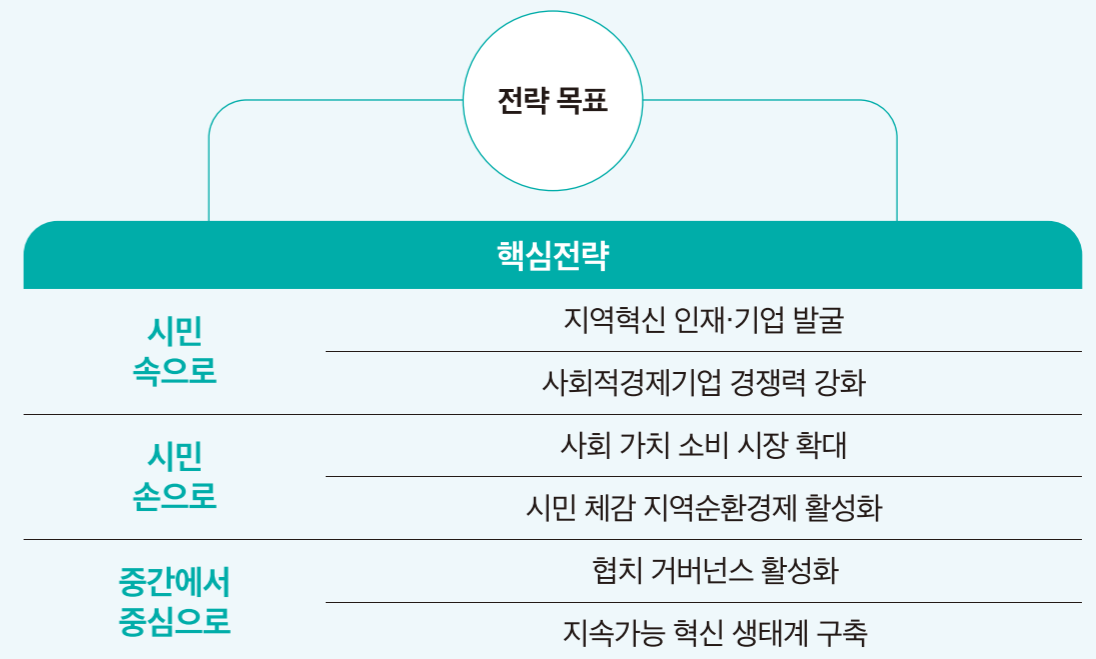 전략 목표
핵심전략
시민
속으로
지역혁신 인재·기업 발굴
사회적경제기업 경쟁력 강화
시민
손으로
사회 가치 소비 시장 확대
시민 체감 지역순환경제 활성화
중간에서
중심으로
협치 거버넌스 활성화
지속가능 혁신 생태계 구축